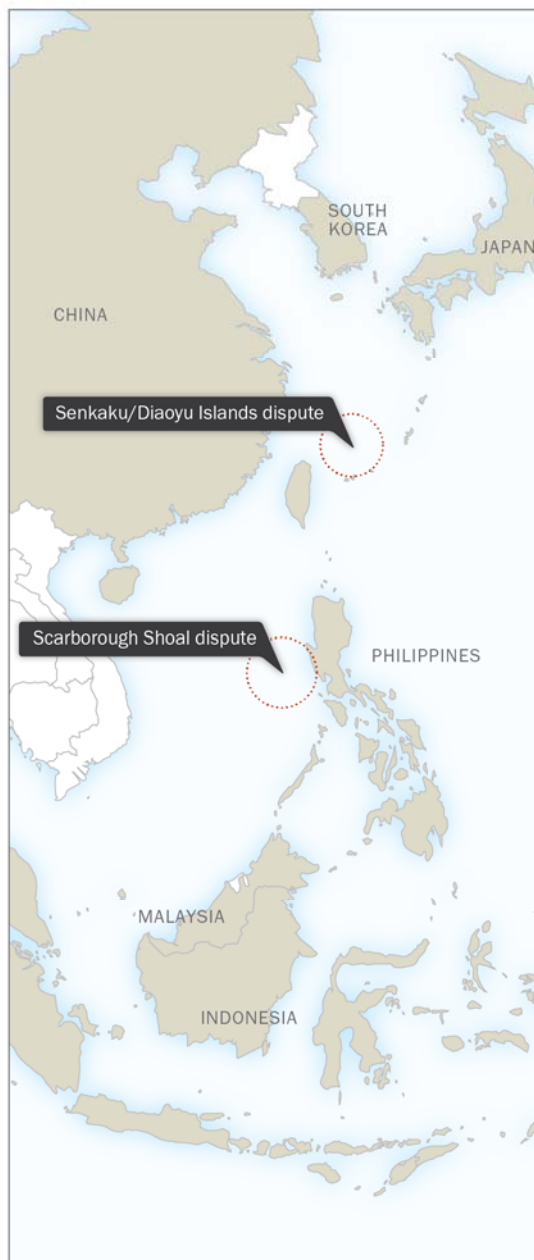 SOUTH
KOREA
JAPAN
CHINA
Senkaku/Diaoyu Islands dispute
Scarborough Shoal dispute
PHILIPPINES
MALAYSIA
INDONESIA